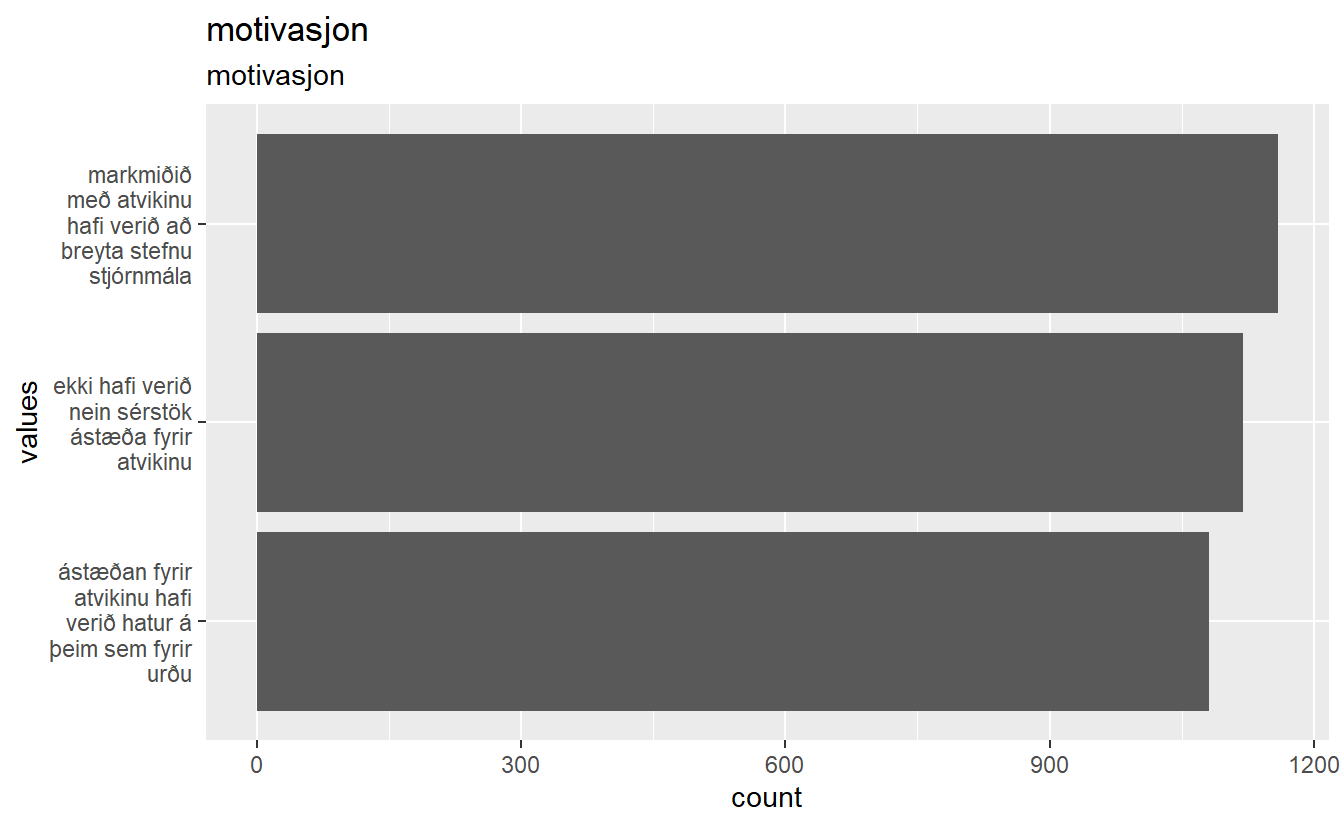 motivasjon
motivasjon
markmiðið
með atvikinu
hafi verið að
breyta stefnu
stjórnmála
ekki hafi verið
nein sérstök
ástæða fyrir
atvikinu
ástæðan fyrir
atvikinu hafi
verið hatur á
þeim sem fyrir
urðu
values
0 300 600 900 1200
count